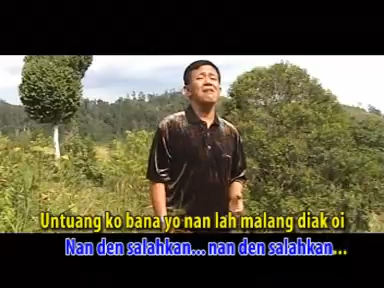 Untuang ko bana yo nan lah malang diak oi
Nan den salahkan... nan den salahkan...